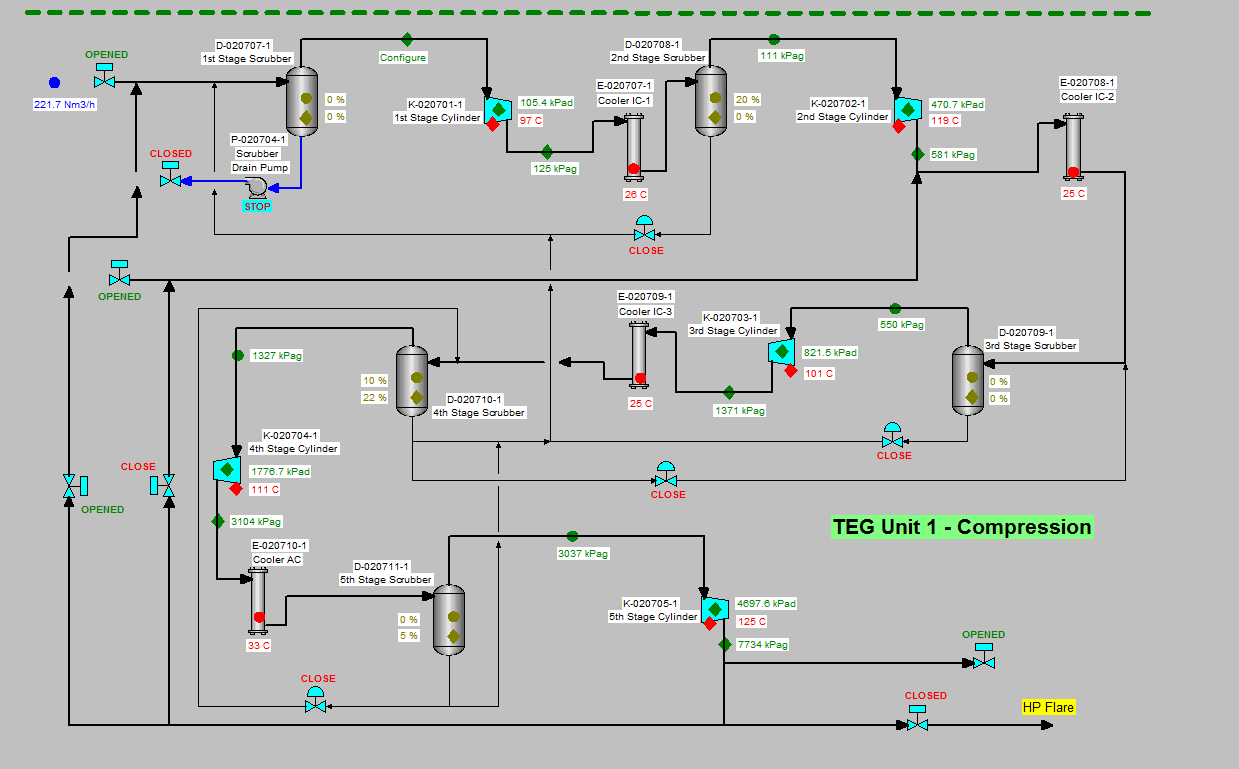 OPENED
221.7 Nm3/h
D-020707-1
1st Stage Scrubber
0 %
0 %
P-020704-1
Scrubber
Drain Pump
STOP
CLOSED
Configure
K-020701-1
1st Stage Cylinder
105.4 kPad
97 C
125 kPag
E-020707-1
Cooler IC-1
26 C
D-020708-1
2nd Stage Scrubber
20 %
0 %
CLOSE
111 kPag
K-020702-1
2nd Stage Cylinder
470.7 kPad
119 C
581 kPag
E-020708-1
Cooler IC-2
25 C
OPENED
E-020709-1
Cooler IC-3
25 C
K-020703-1
3rd Stage Cylinder
821.5 kPad
101 C
1371 kPag
550 kPag
D-020709-1
3rd Stage Scrubber
0 %
0 %
CLOSE
CLOSE
1327 kPag
10 %
22 %
D-020710-1
4th Stage Scrubber
K-020704-1
4th Stage Cylinder
1776.7 kPad
111 C
3104 kPag
CLOSE
OPENED
E-020710-1
Cooler AC
33 C
D-020711-1
5th Stage Scrubber
0 %
5 %
CLOSE
3037 kPag
TEG Unit 1 - Compression
K-020705-1
5th Stage Cylinder
4697.6 kPad
125 C
7734 kPag
OPENED
CLOSED
HP Flare